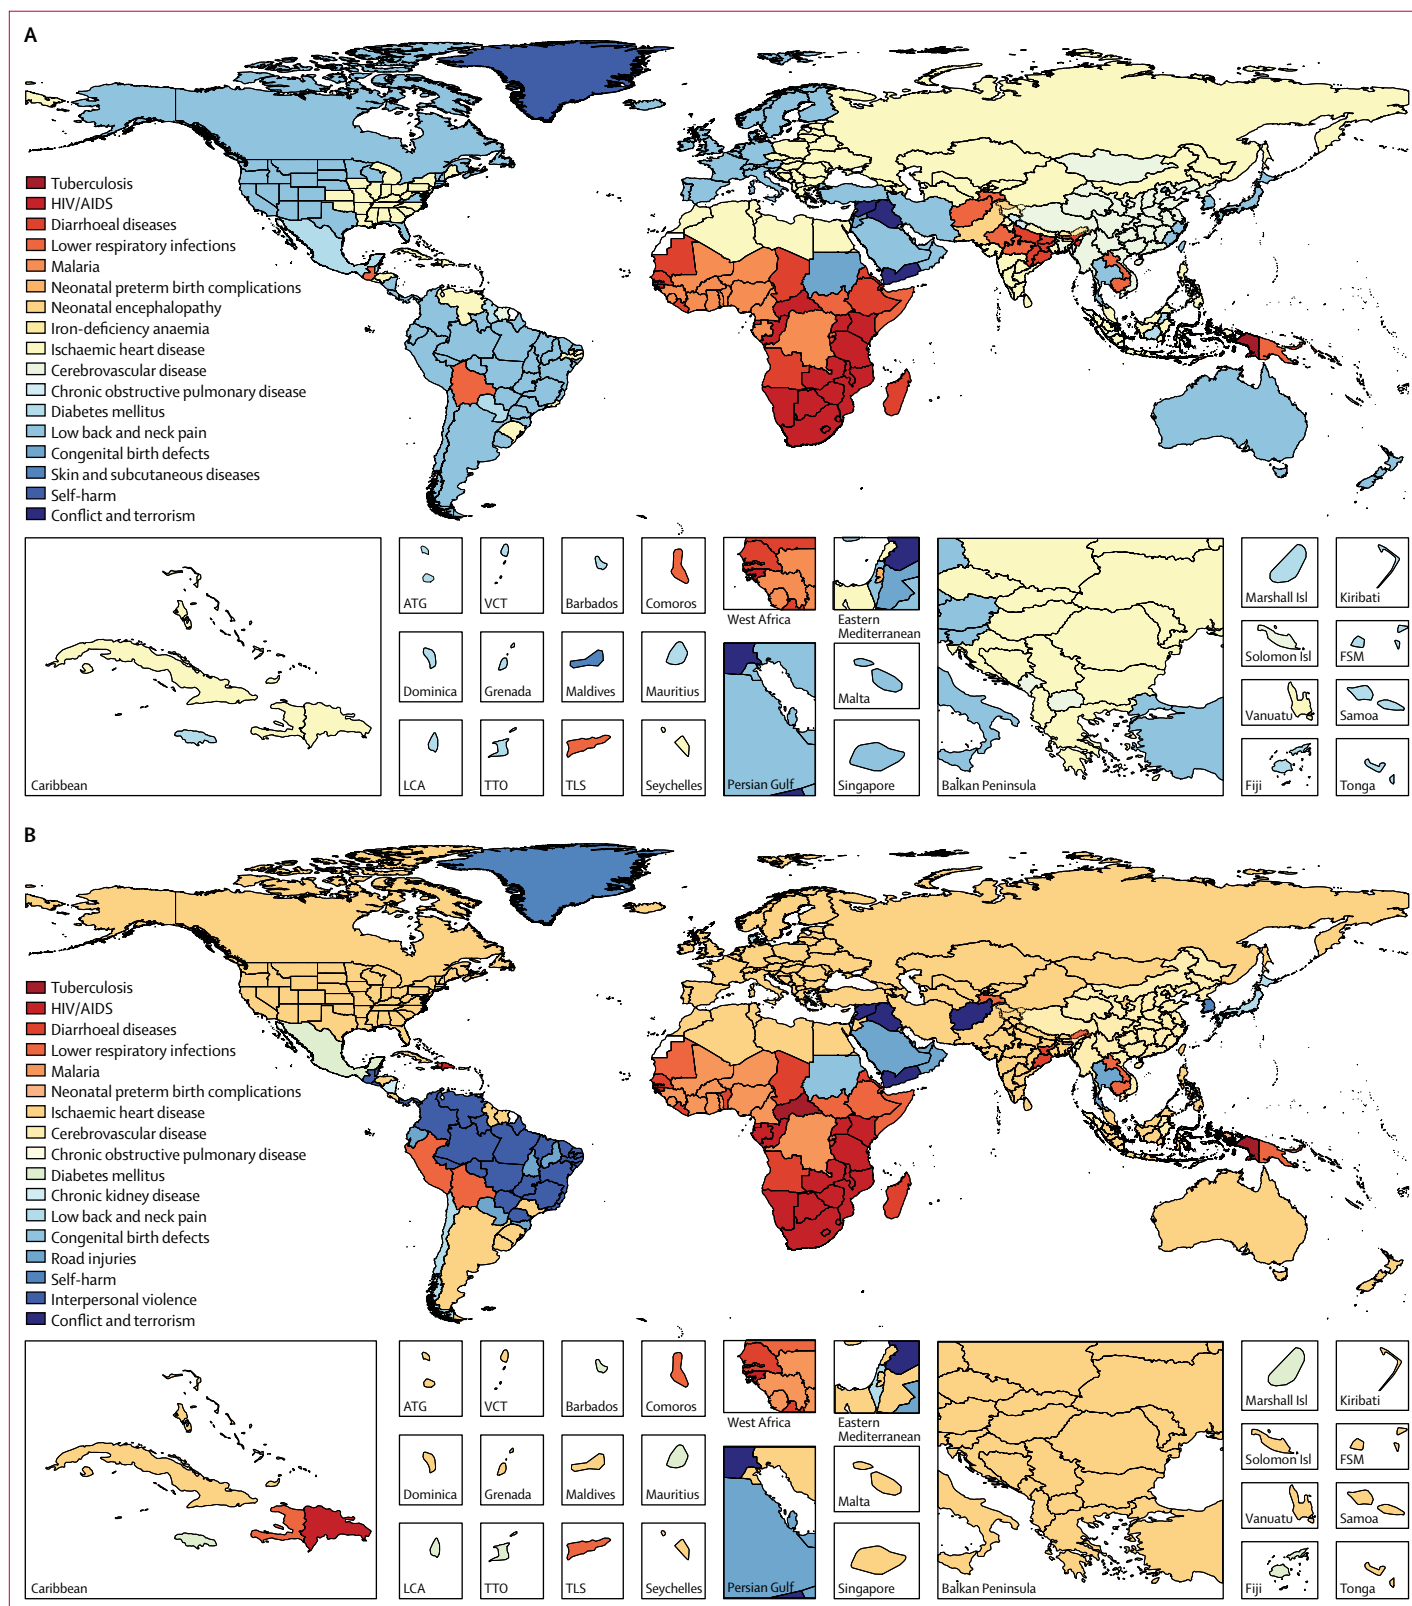 A
Tuberculosis
HIV/AIDS
Diarrhoeal diseases
Lower respiratory infections
Malaria
Neonatal preterm birth complications
Neonatal encephalopathy
Iron-deficiency anaemia
Ischaemic heart disease
Cerebrovascular disease
Chronic obstructive pulmonary disease
Diabetes mellitus
Low back and neck pain
Congenital birth defects
Skin and subcutaneous diseases
Self-harm
Conflict and terrorism
Caribbean
ATG
VCT
Barbados
Comoros
Dominica
Grenada
Maldives
Mauritius
LCA
TTO
TLS
Seychelles
West Africa
Eastern
Mediterranean
Persian Gulf
Malta
Singapore
Balkan Peninsula
Marshall Isl
Kiribati
Solomon Isl
FSM
Vanuatu
Samoa
Fiji
Tonga
B
Tuberculosis
HIV/AIDS
Diarrhoeal diseases
Lower respiratory infections
Malaria
Neonatal preterm birth complications
Ischaemic heart disease
Cerebrovascular disease
Chronic obstructive pulmonary disease
Diabetes mellitus
Chronic kidney disease
Low back and neck pain
Congenital birth defects
Road injuries
Self-harm
Interpersonal violence
Conflict and terrorism
Caribbean
ATG
VCT
Barbados
Comoros
Dominica
Grenada
Maldives
Mauritius
LCA
TTO
TLS
Seychelles
West Africa
Eastern
Mediterranean
Persian Gulf
Malta
Singapore
Balkan Peninsula
Marshall Isl
Kiribati
Solomon Isl
FSM
Vanuatu
Samoa
Fiji
Tonga